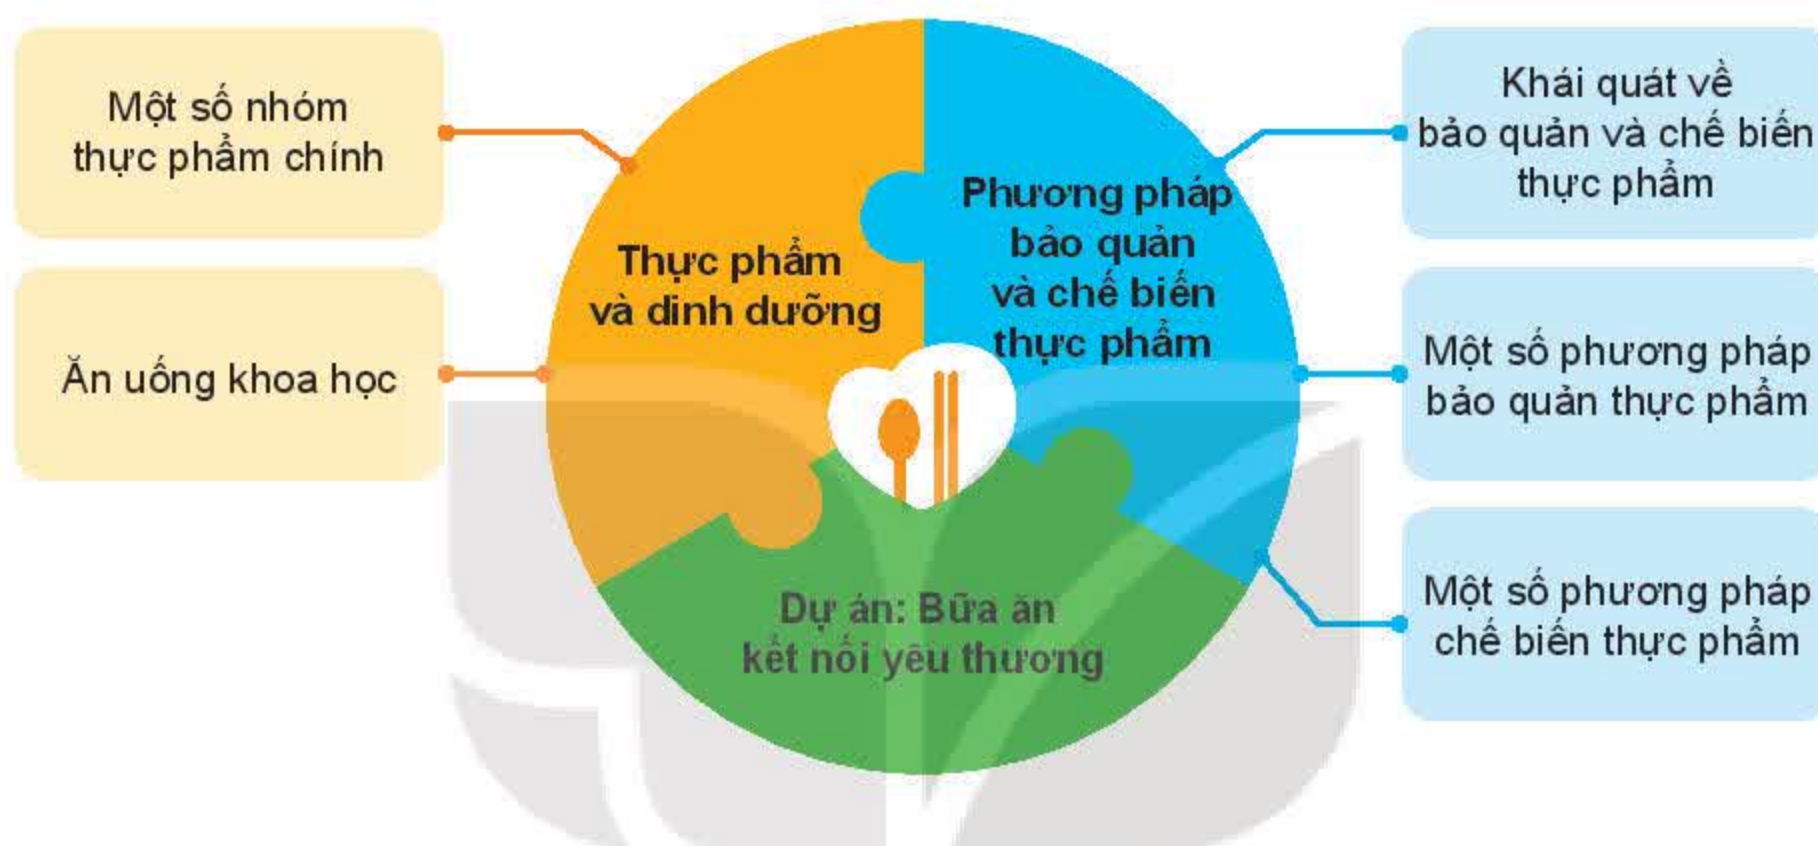 Một số nhóm
thực phẩm chính
Ăn uống khoa học
Thực phẩm
và dinh dưỡng
Phương pháp
bảo quản
và chế biến
thực phẩm
Dự án: Bữa ăn
kết nối yêu thương
Khái quát về
bảo quản và chế biến
thực phẩm
Một số phương pháp
bảo quản thực phẩm
Một số phương pháp
chế biến thực phẩm